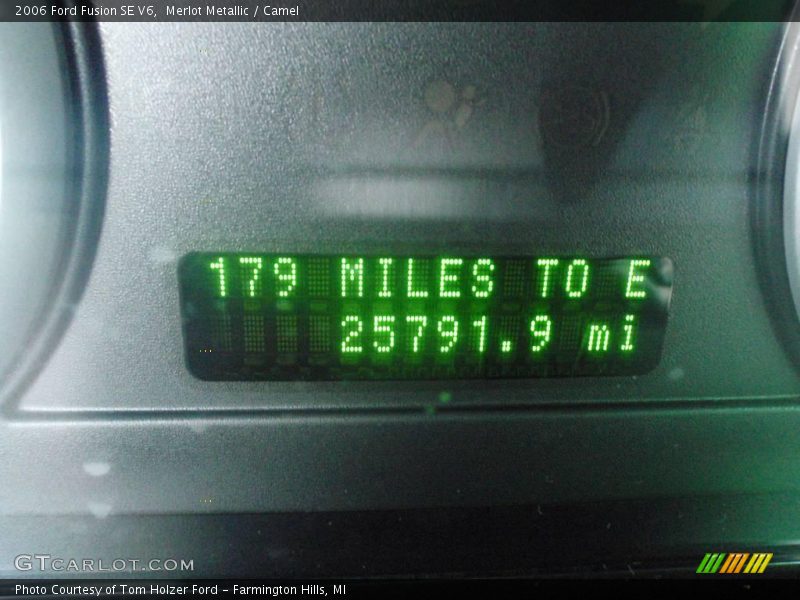 2006 Ford Fusion SE V6,  Merlot Metallic / Camel
179 MILES TO E
25791.9 mi
GTCARLOT.COM
Photo Courtesy of Tom Holzer Ford - Farmington Hills, MI